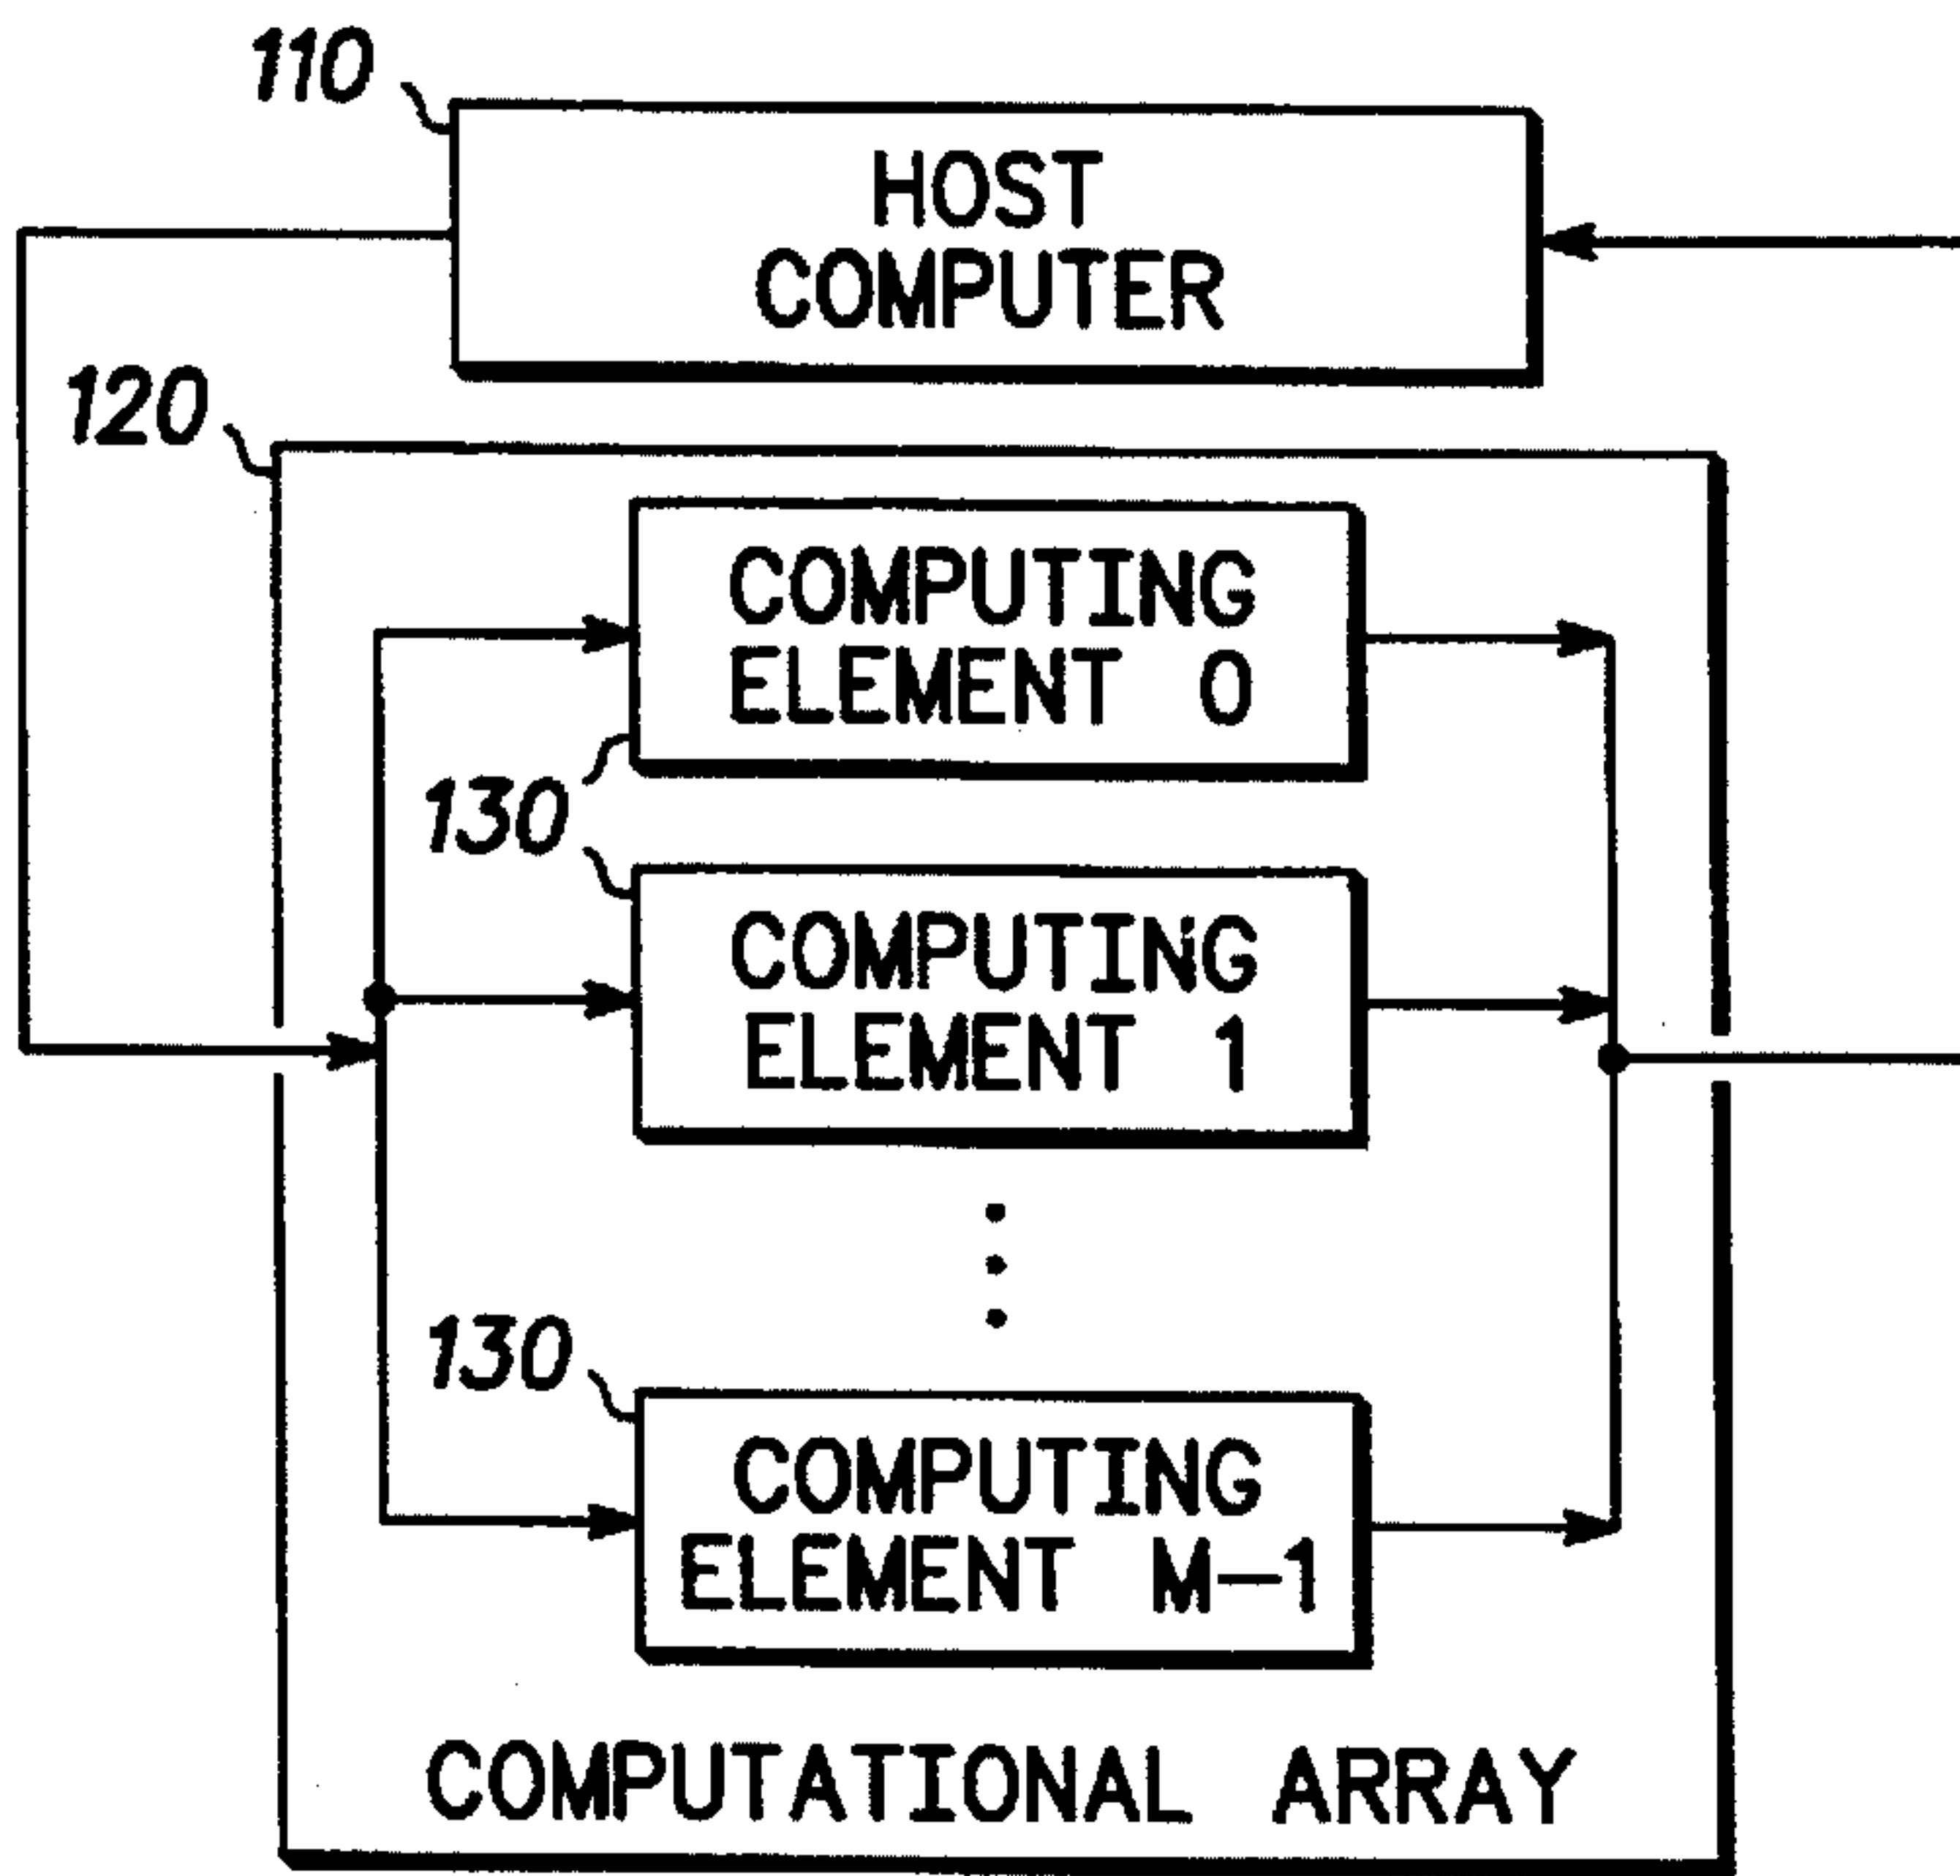 110
HOST
COMPUTER
120
COMPUTING
ELEMENT 0
130
COMPUTING
ELEMENT 1
130
COMPUTING
ELEMENT M-1
COMPUTATIONAL ARRAY